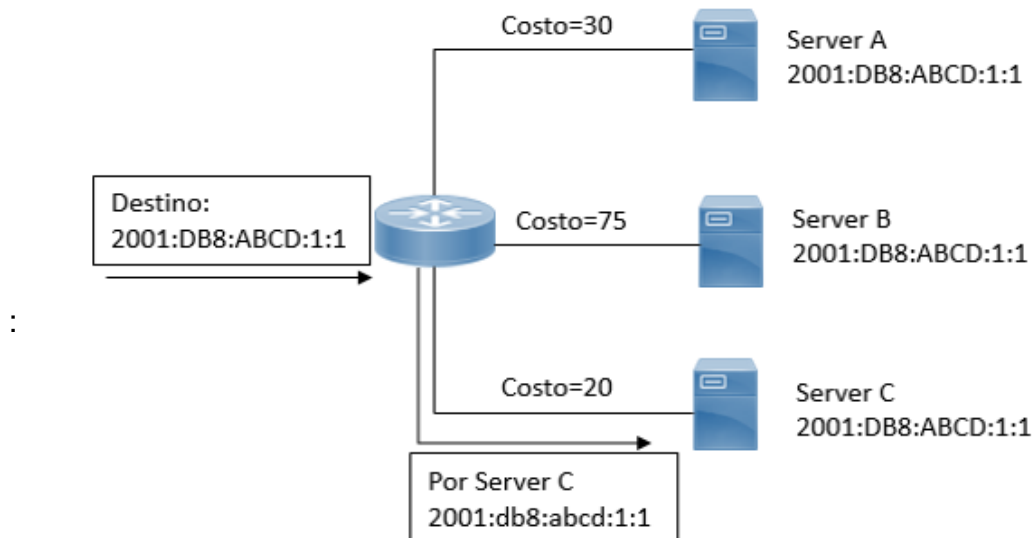 Costo=30
Server A
2001:DB8:ABCD:1:1
Destino:
2001:DB8:ABCD:1:1
Costo=75
Server B
2001:DB8:ABCD:1:1
:
Costo=20
Server C
2001:DB8:ABCD:1:1
Por Server C
2001:db8:abcd:1:1